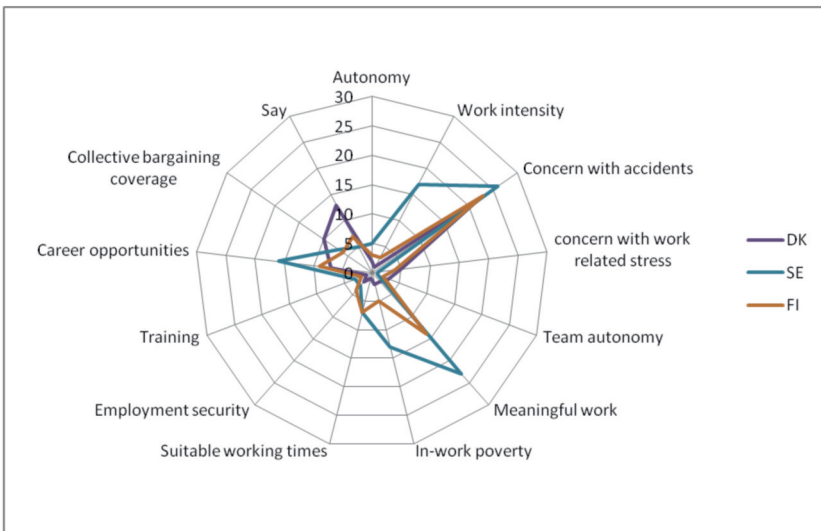 Autonomy
30
25
20
15
10
5
0
Work intensity
Concern with accidents
concern with work
related stress
Team autonomy
Meaningful work
In-work poverty
Suitable working times
Employment security
Training
Career opportunities
Collective bargaining
coverage
Say
DK
SE
FI